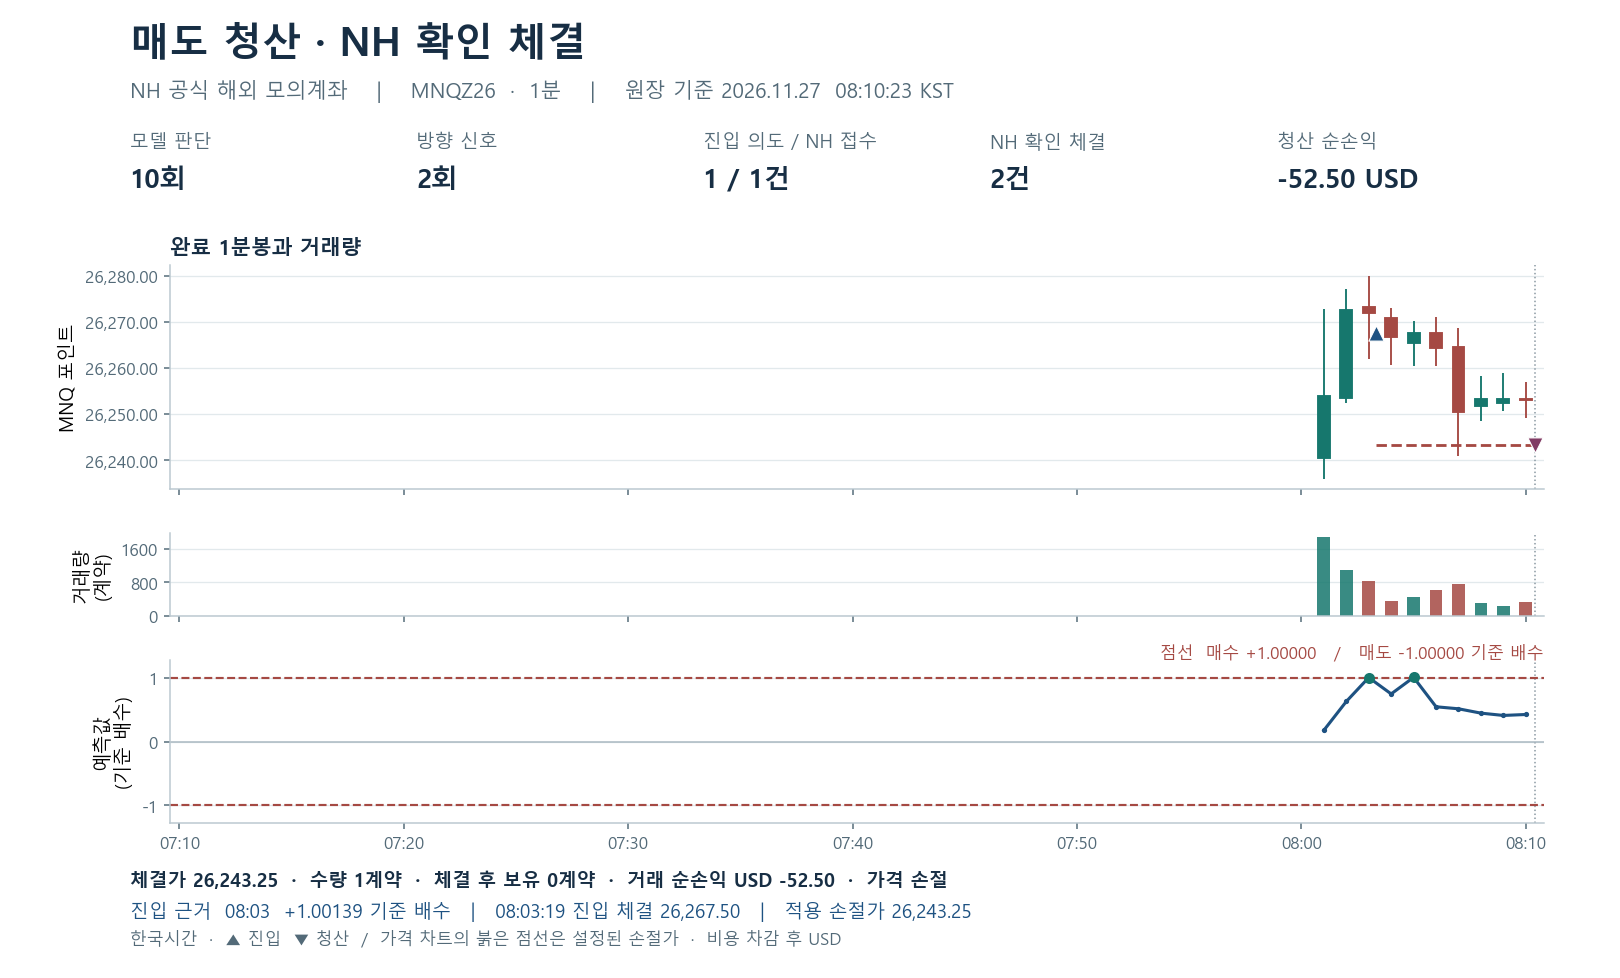 매도 청산 · NH 확인 체결
NH 공식 해외 모의계좌 | MNQZ26 · 1분 | 원장 기준 2026.11.27 08:10:23 KST
모델 판단
10회
방향 신호
2회
진입 의도 / NH 접수
1 / 1건
NH 확인 체결
2건
청산 순손익
-52.50 USD
완료 1분봉과 거래량
MNQ 포인트
26,280.00
26,270.00
26,260.00
26,250.00
26,240.00
거래량
(계약)
1600
800
0
점선 매수 +1.00000 / 매도 -1.00000 기준 배수
예측값
(기준 배수)
1
0
-1
07:10 07:20 07:30 07:40 07:50 08:00 08:10
체결가 26,243.25 · 수량 1계약 · 체결 후 보유 0계약 · 거래 순손익 USD -52.50 · 가격 손절
진입 근거 08:03 +1.00139 기준 배수 | 08:03:19 진입 체결 26,267.50 | 적용 손절가 26,243.25
한국시간 · ▲ 진입 ▼ 청산 / 가격 차트의 붉은 점선은 설정된 손절가 · 비용 차감 후 USD